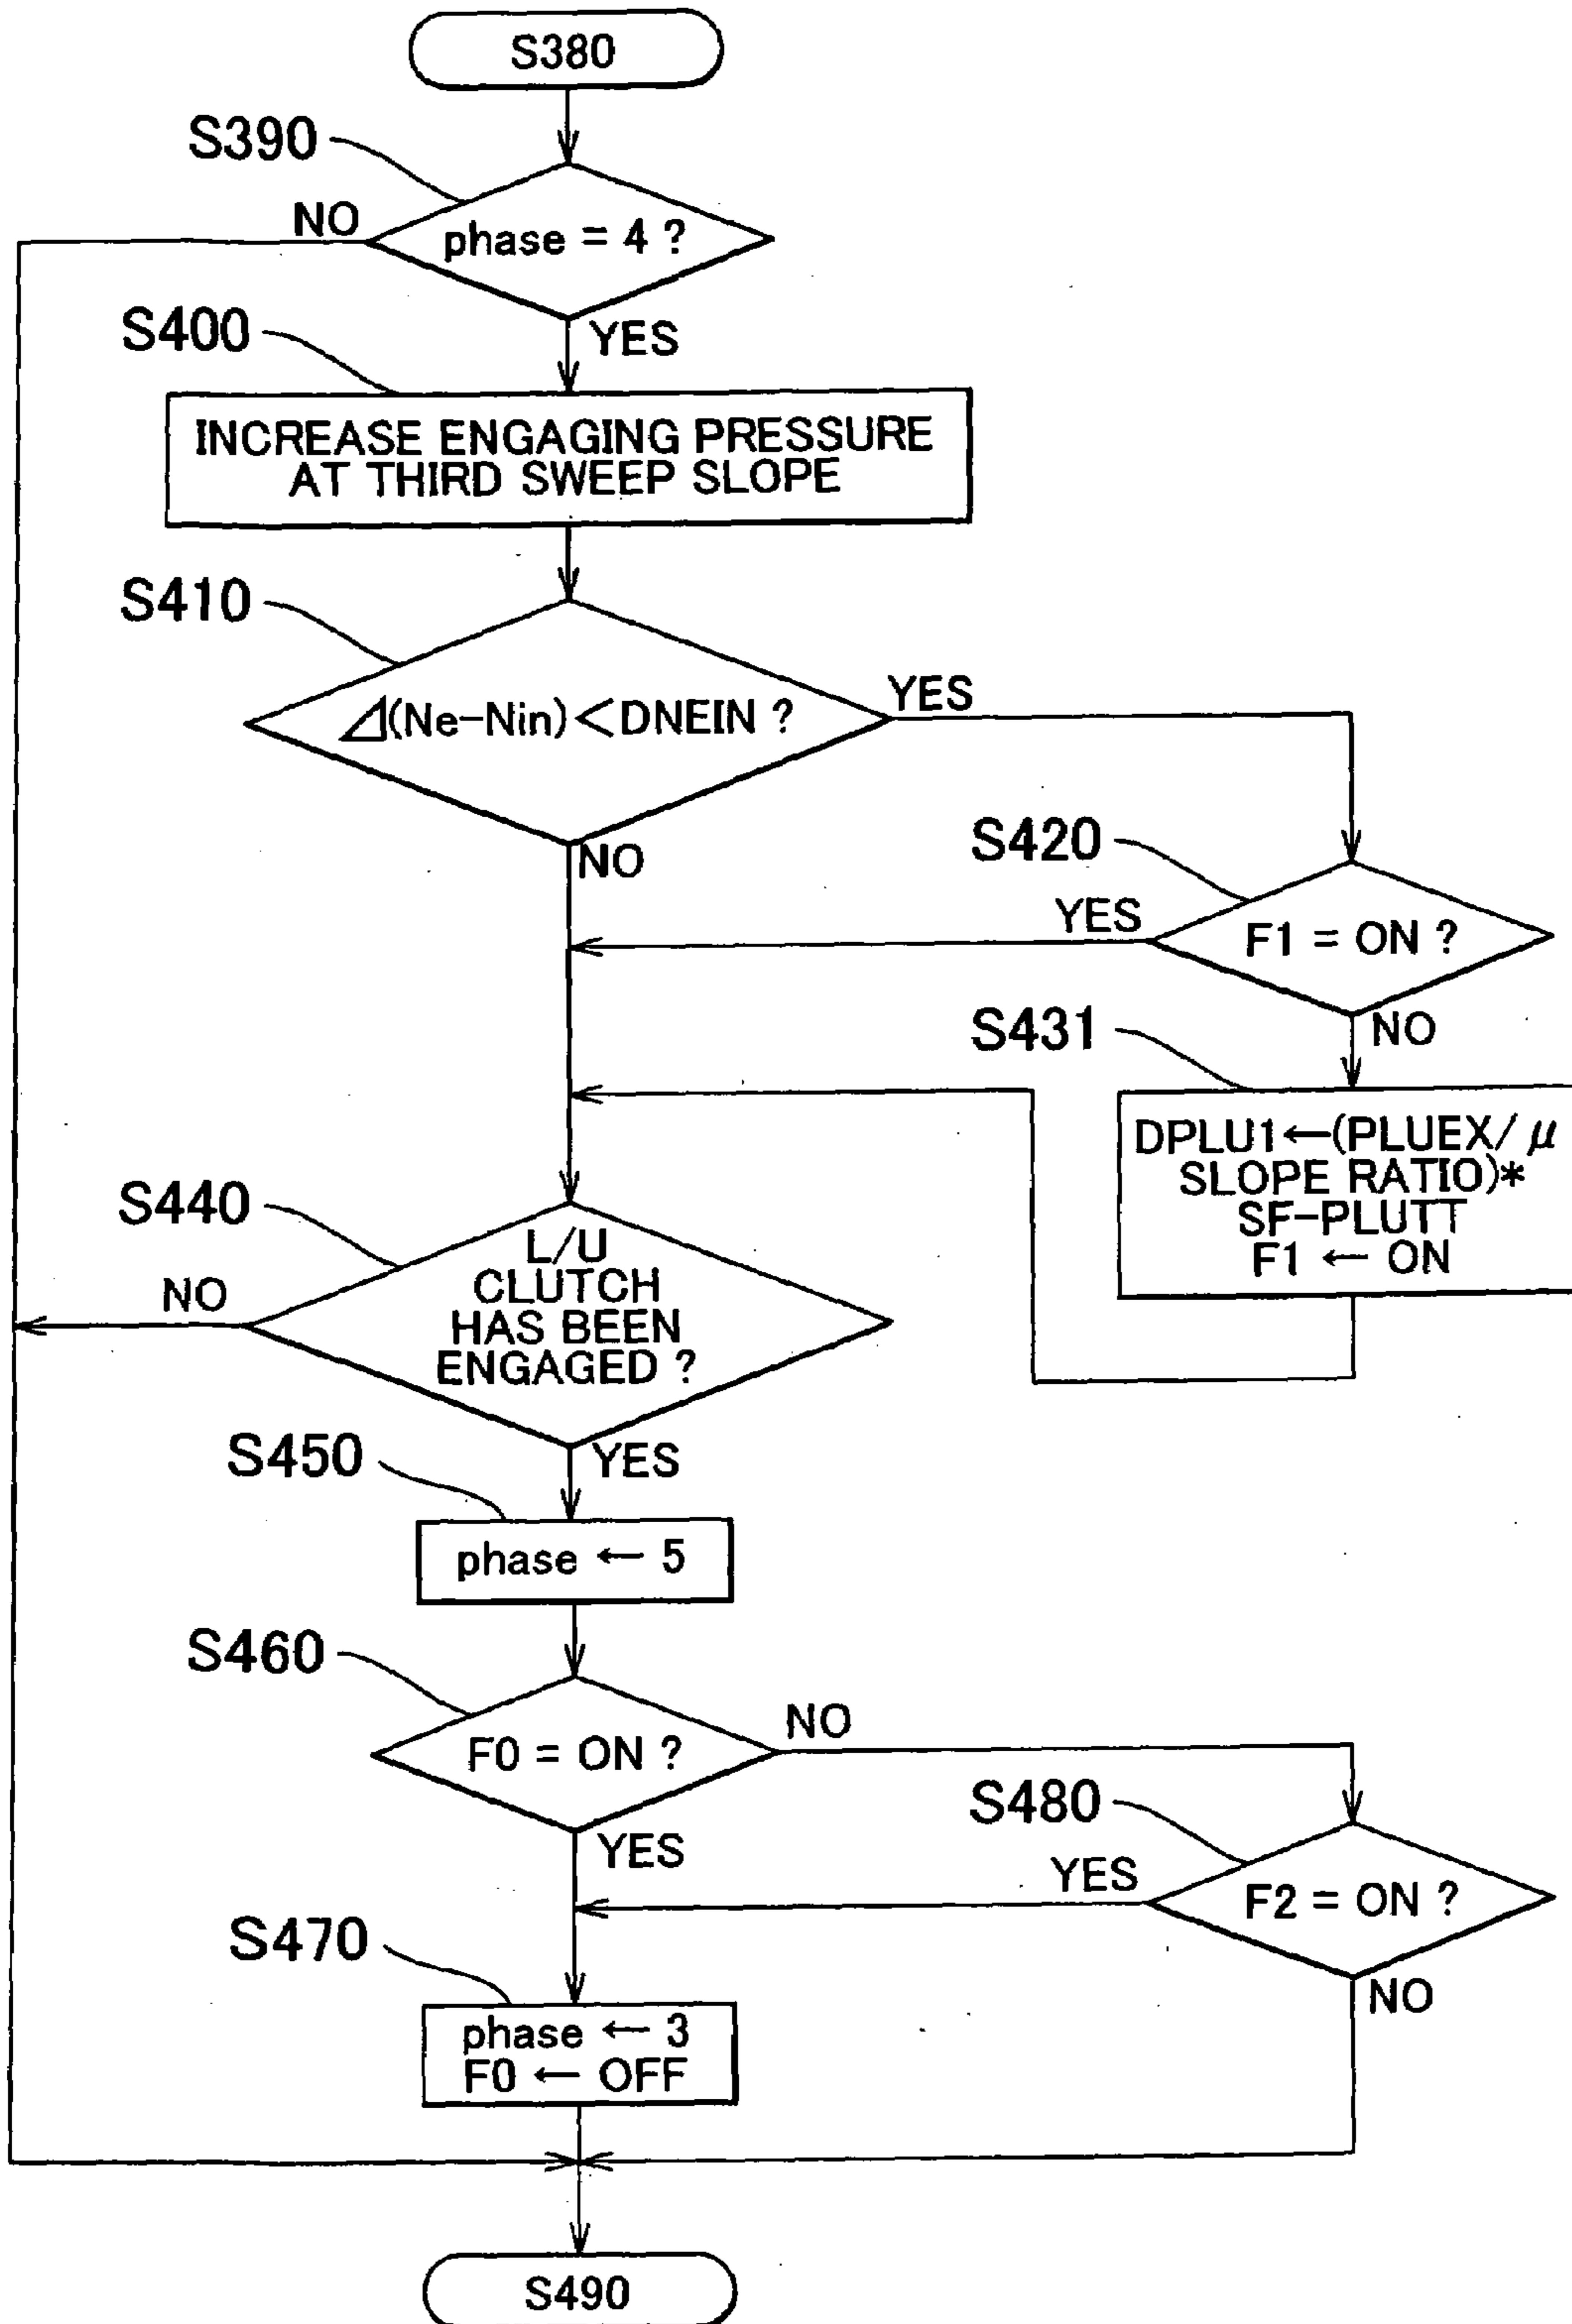 S380
S390
NO
phase = 4 ?
S400
YES
INCREASE ENGAGING PRESSURE
AT THIRD SWEEP SLOPE
S410
YES
⊿(Ne-Nin)<DNEIN ?
NO
S420
YES
F1 = ON ?
S431
NO
DPLU1←(PLUEX/μ
SLOPE RATIO)*
SF-PLUTT
F1 ← ON
S440
NO
L/U
CLUTCH
HAS BEEN
ENGAGED ?
S450
YES
phase ← 5
S460
NO
F0 = ON ?
S480
YES
YES
F2 = ON ?
S470
NO
phase ← 3
F0 ← OFF
S490